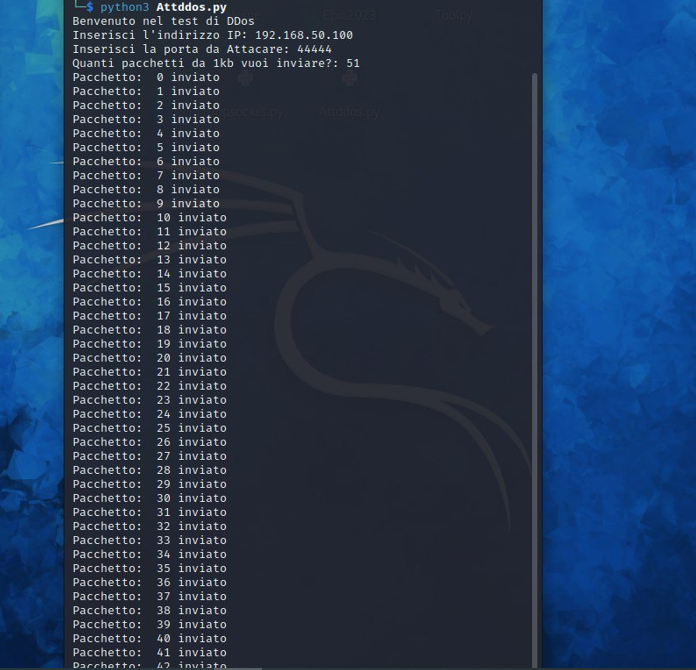 Epic2023 Toolby
└─$ python3 Attddos.py
Benvenuto nel test di DDos
Inserisci l'indirizzo IP: 192.168.50.100
Inserisci la porta da Attacare: 44444
Quanti pacchetti da 1kb vuoi inviare?: 51
Pacchetto:  0 inviato
Pacchetto:  1 inviato
Pacchetto:  2 inviato
Pacchetto:  3 inviato
Pacchetto:  4 inviato
Attddos.py
Pacchetto:  5 inviato
Pacchetto:  6 inviato
Pacchetto:  7 inviato
Pacchetto:  8 inviato
Pacchetto:  9 inviato
Pacchetto:  10 inviato
Pacchetto:  11 inviato
Pacchetto:  12 inviato
Pacchetto:  13 inviato
Pacchetto:  14 inviato
Pacchetto:  15 inviato
Pacchetto:  16 inviato
Pacchetto:  17 inviato
Pacchetto:  18 inviato
Pacchetto:  19 inviato
Pacchetto:  20 inviato
Pacchetto:  21 inviato
Pacchetto:  22 inviato
Pacchetto:  23 inviato
Pacchetto:  24 inviato
Pacchetto:  25 inviato
Pacchetto:  26 inviato
Pacchetto:  27 inviato
Pacchetto:  28 inviato
Pacchetto:  29 inviato
Pacchetto:  30 inviato
Pacchetto:  31 inviato
Pacchetto:  32 inviato
Pacchetto:  33 inviato
Pacchetto:  34 inviato
Pacchetto:  35 inviato
Pacchetto:  36 inviato
Pacchetto:  37 inviato
Pacchetto:  38 inviato
Pacchetto:  39 inviato
Pacchetto:  40 inviato
Pacchetto:  41 inviato
Pacchetto:  42 inviato